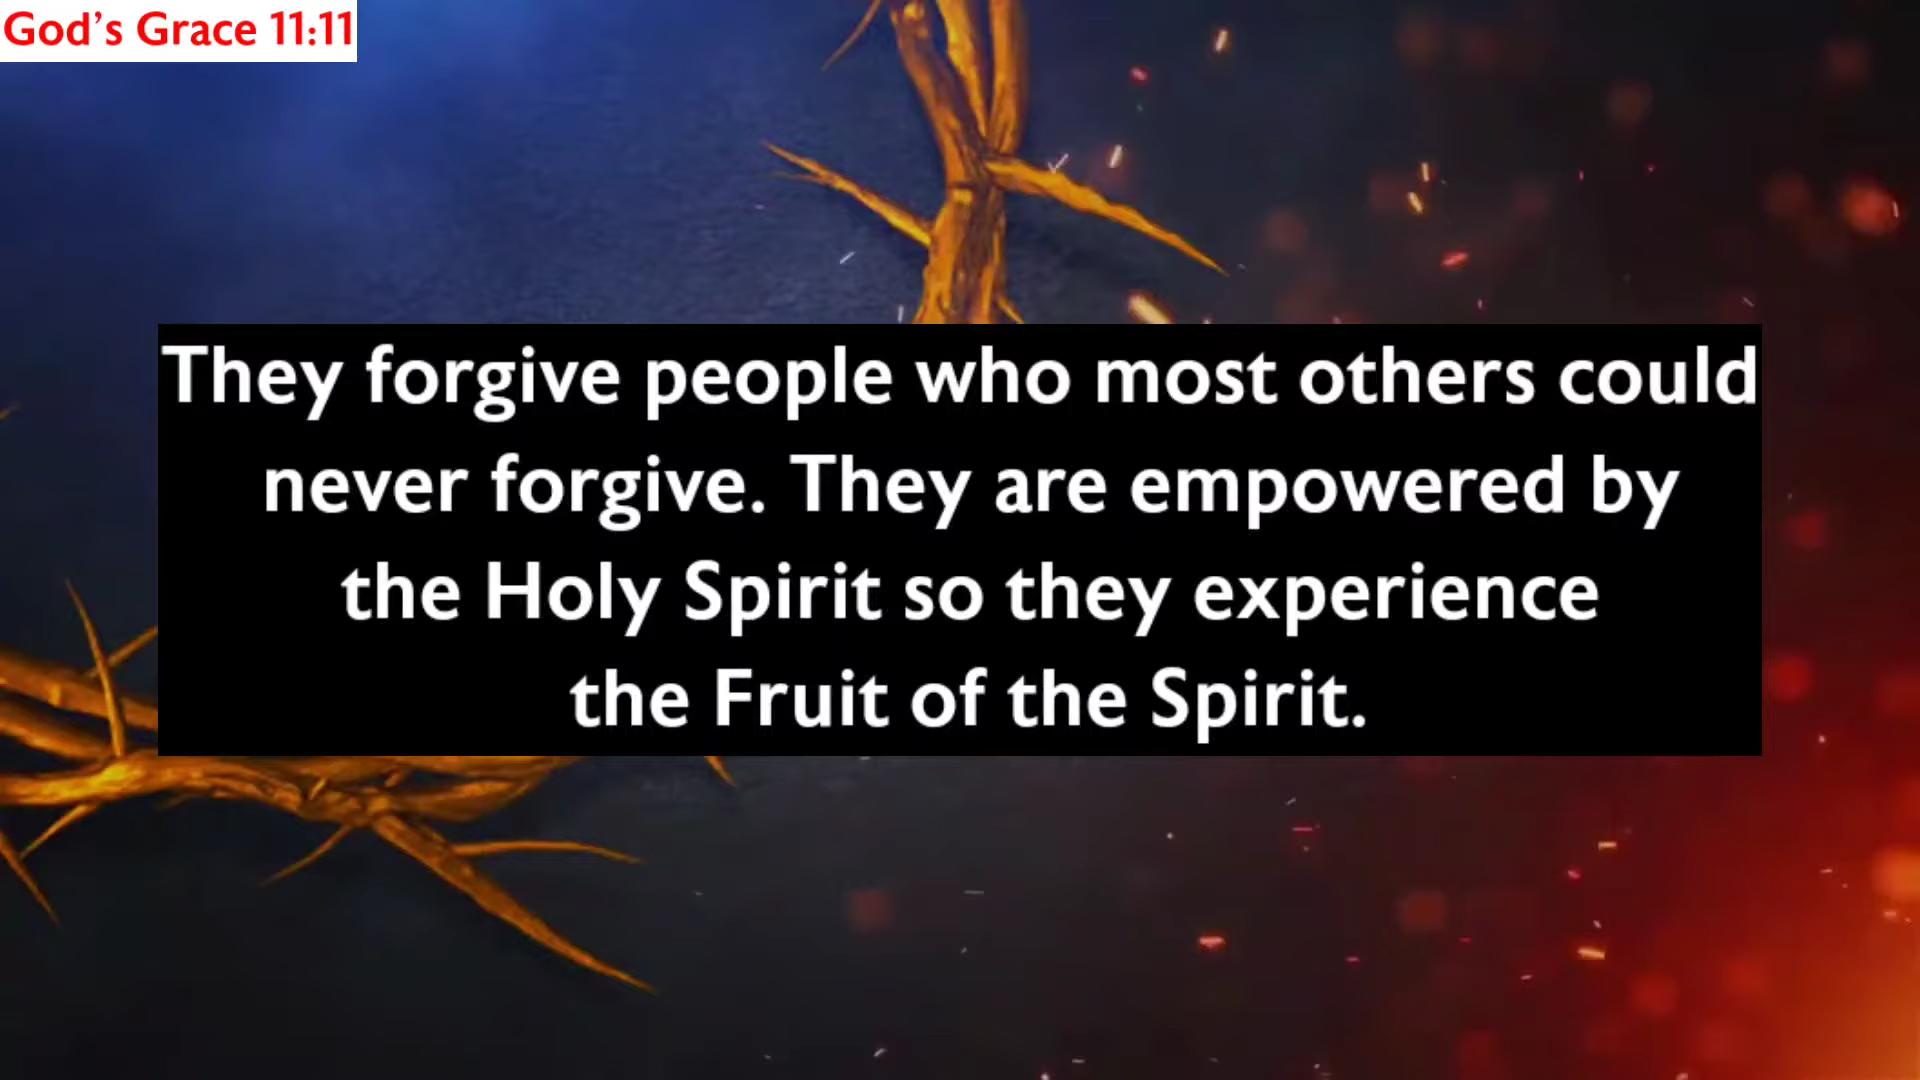 God's Grace 11:11
They forgive people who most others could
never forgive. They are empowered by
the Holy Spirit so they experience
the Fruit of the Spirit.